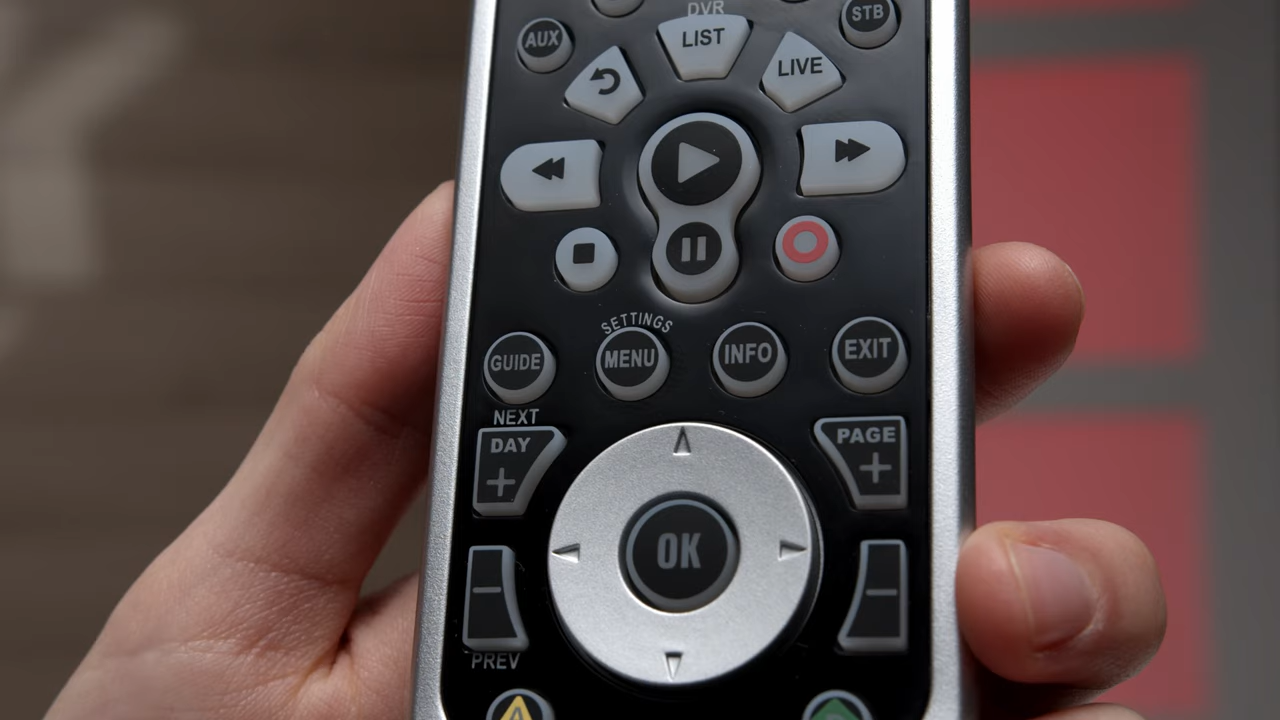 DVR
AUX
LIST
STB
LIVE
SETTINGS
GUIDE
MENU
INFO
EXIT
NEXT
DAY
+
PAGE
+
OK
−
−
PREV
A